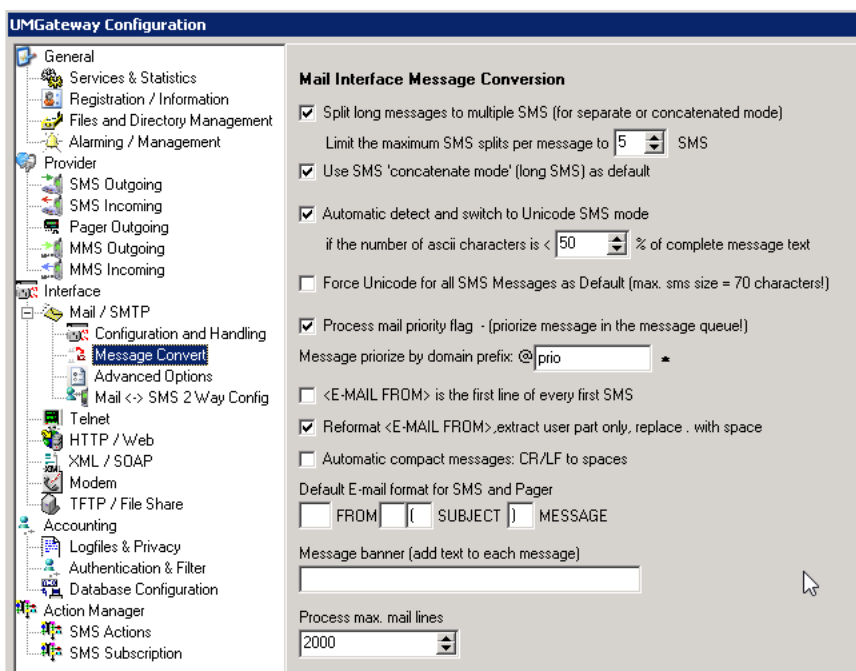 UMGateway Configuration
General
Services & Statistics
Registration / Information
Files and Directory Management
Alarming / Management
Provider
SMS Outgoing
SMS Incoming
Pager Outgoing
MMS Outgoing
MMS Incoming
Interface
Mail / SMTP
Configuration and Handling
Message Convert
Advanced Options
Mail <-> SMS 2 Way Config
Telnet
HTTP / Web
XML / SOAP
Modem
TFTP / File Share
Accounting
Logfiles & Privacy
Authentication & Filter
Database Configuration
Action Manager
SMS Actions
SMS Subscription
Mail Interface Message Conversion
Split long messages to multiple SMS (for separate or concatenated mode)
Limit the maximum SMS splits per message to 5 SMS
Use SMS 'concatenate mode' (long SMS) as default
Automatic detect and switch to Unicode SMS mode
if the number of ascii characters is < 50 % of complete message text
Force Unicode for all SMS Messages as Default (max. sms size = 70 characters!)
Process mail priority flag - (priorize message in the message queue!)
Message priorize by domain prefix: @ prio *
<E-MAIL FROM> is the first line of every first SMS
Reformat <E-MAIL FROM>,extract user part only, replace . with space
Automatic compact messages: CR/LF to spaces
Default E-mail format for SMS and Pager
FROM ( SUBJECT ) MESSAGE
Message banner (add text to each message)
Process max. mail lines
2000